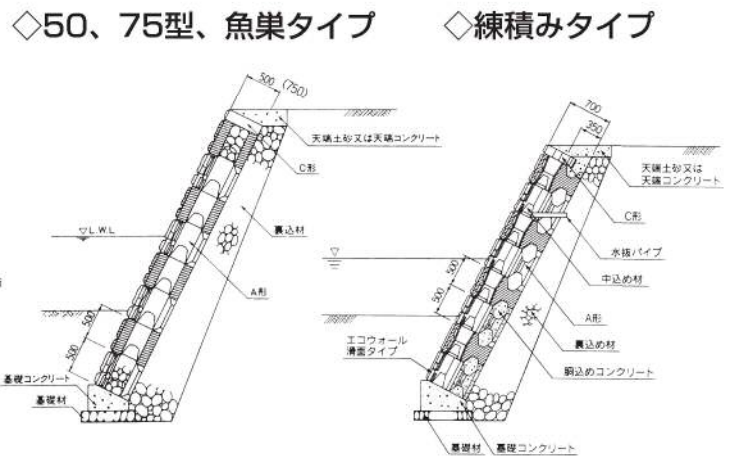 ◇50、75型、魚巣タイプ
500
(750)
天端土砂又は天端コンクリート
C形
裏込材
▽L.W.L
A形
500
500
基礎コンクリート
基礎材
◇練積みタイプ
700
350
天端土砂又は
天端コンクリート
C形
水抜パイプ
中込め材
500
500
A形
裏込め材
エコウォール
滑面タイプ
胴込めコンクリート
基礎材
基礎コンクリート